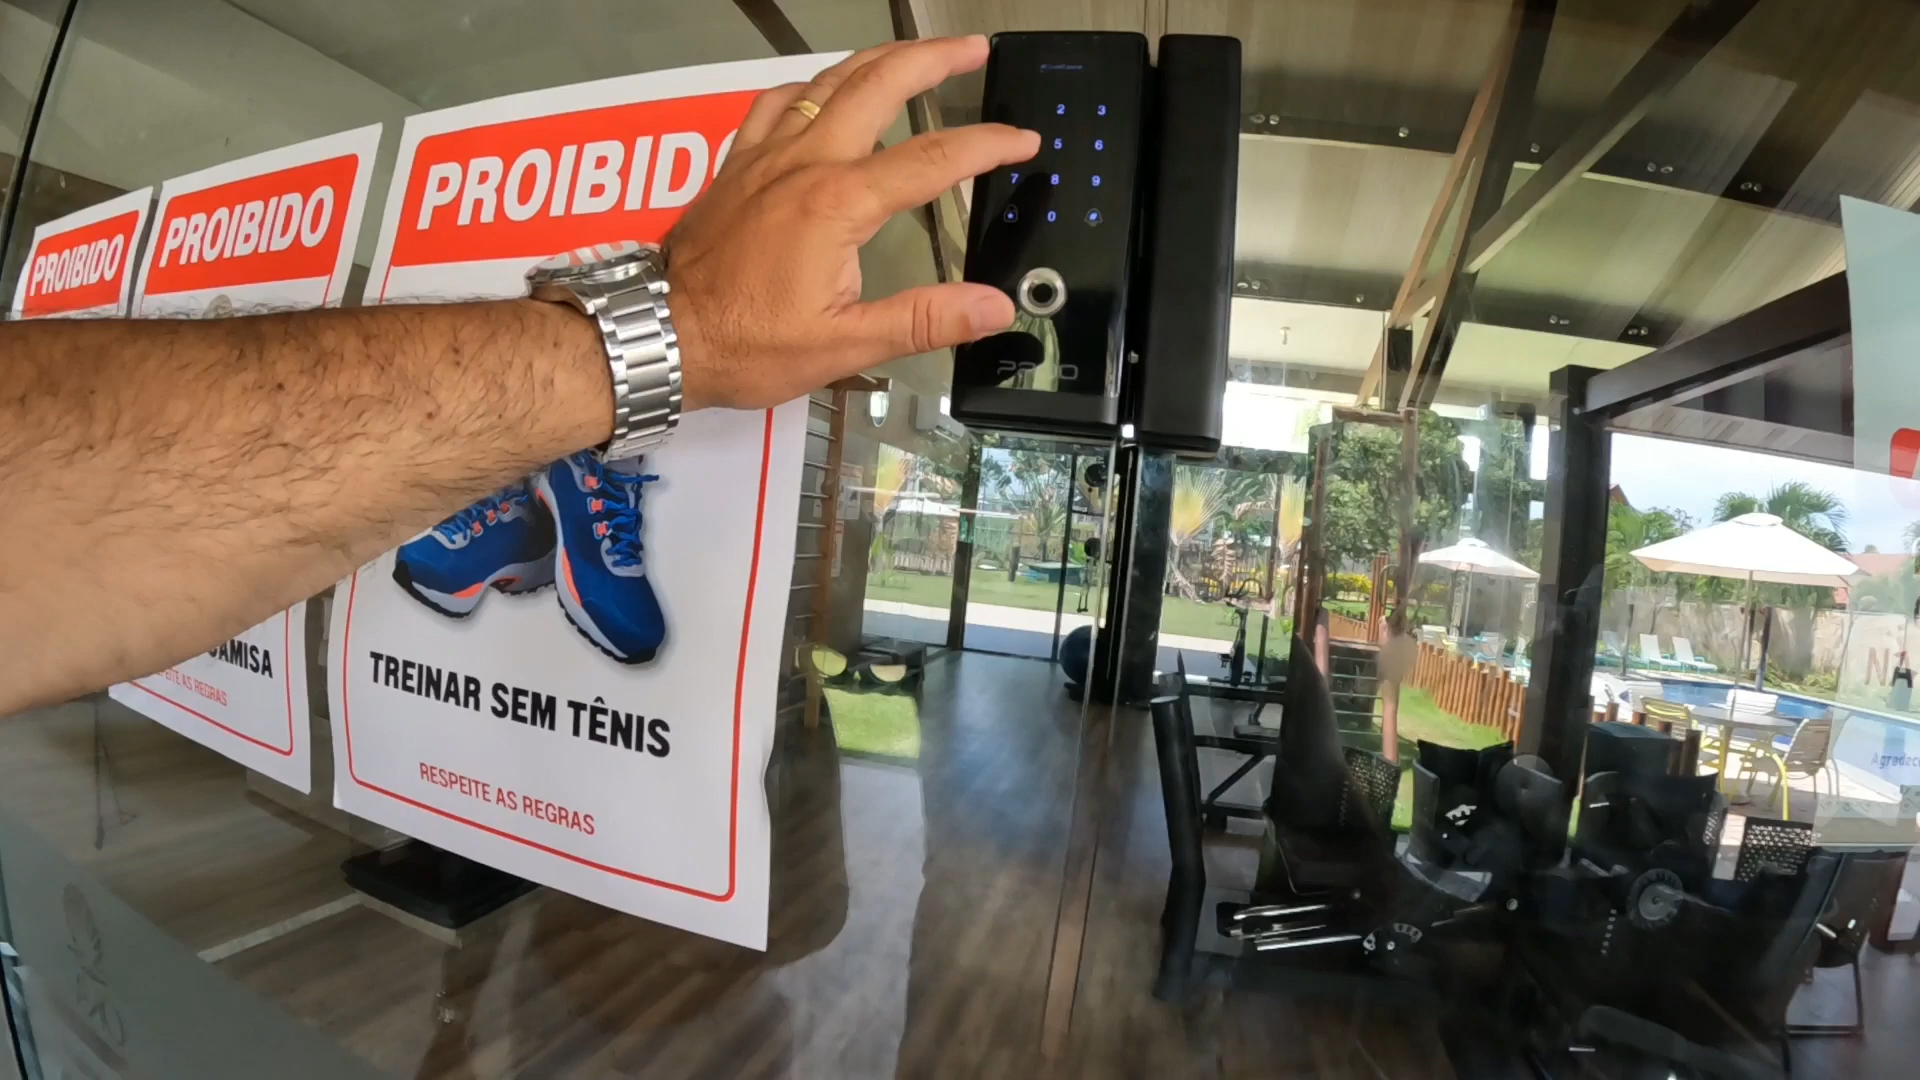 PROIBIDO
PROIBIDO
PROIBIDO
CAMISA
RESPEITE AS REGRAS
TREINAR SEM TÊNIS
RESPEITE AS REGRAS
2 3
5 6
7 8 9
* 0 #
PADO